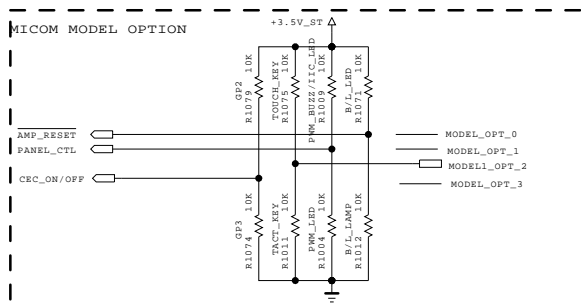 MICOM MODEL OPTION
+3.5V_ST
GP2
R1079
10K
TOUCH_KEY
R1075
10K
PWM_BUZZ/IIC_LED
R1009
10K
B/L_LED
R1071
10K
AMP_RESET
PANEL_CTL
CEC_ON/OFF
MODEL_OPT_0
MODEL_OPT_1
MODEL1_OPT_2
MODEL_OPT_3
GP3
R1074
10K
TACT_KEY
R1011
10K
PWM_LED
R1004
10K
B/L_LAMP
R1012
10K